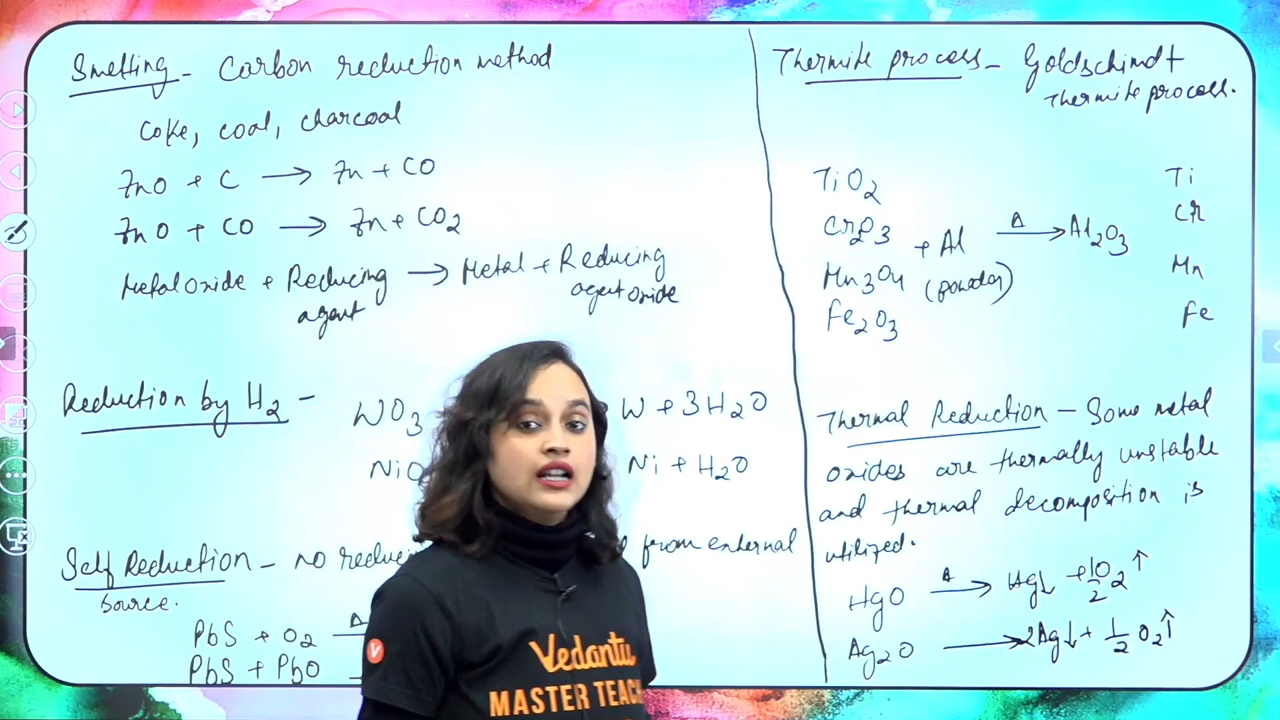 Smelting - Carbon reduction method
Coke, coal, charcoal
ZnO + C → Zn + CO
ZnO + CO → Zn + CO2
Metal oxide + Reducing agent → Metal + Reducing agent oxide
Reduction by H2 -
WO3 W + 3H2O
NiO Ni + H2O
Self Reduction - no from external
source.
PbS + O2 Δ
PbS + PbO
Thermite process - Goldschimdt
Thermite process.
TiO2 Ti
Cr2O3 Cr
+ Al Δ → Al2O3
Mn3O4 (powder) Mn
Fe2O3 Fe
Thermal Reduction - Some metal
oxides are thermally unstable
and thermal decomposition is
utilized.
HgO Δ → Hg↓ + 1/2 O2 ↑
Ag2O → 2Ag↓ + 1/2 O2↑
V
Vedantu
MASTER